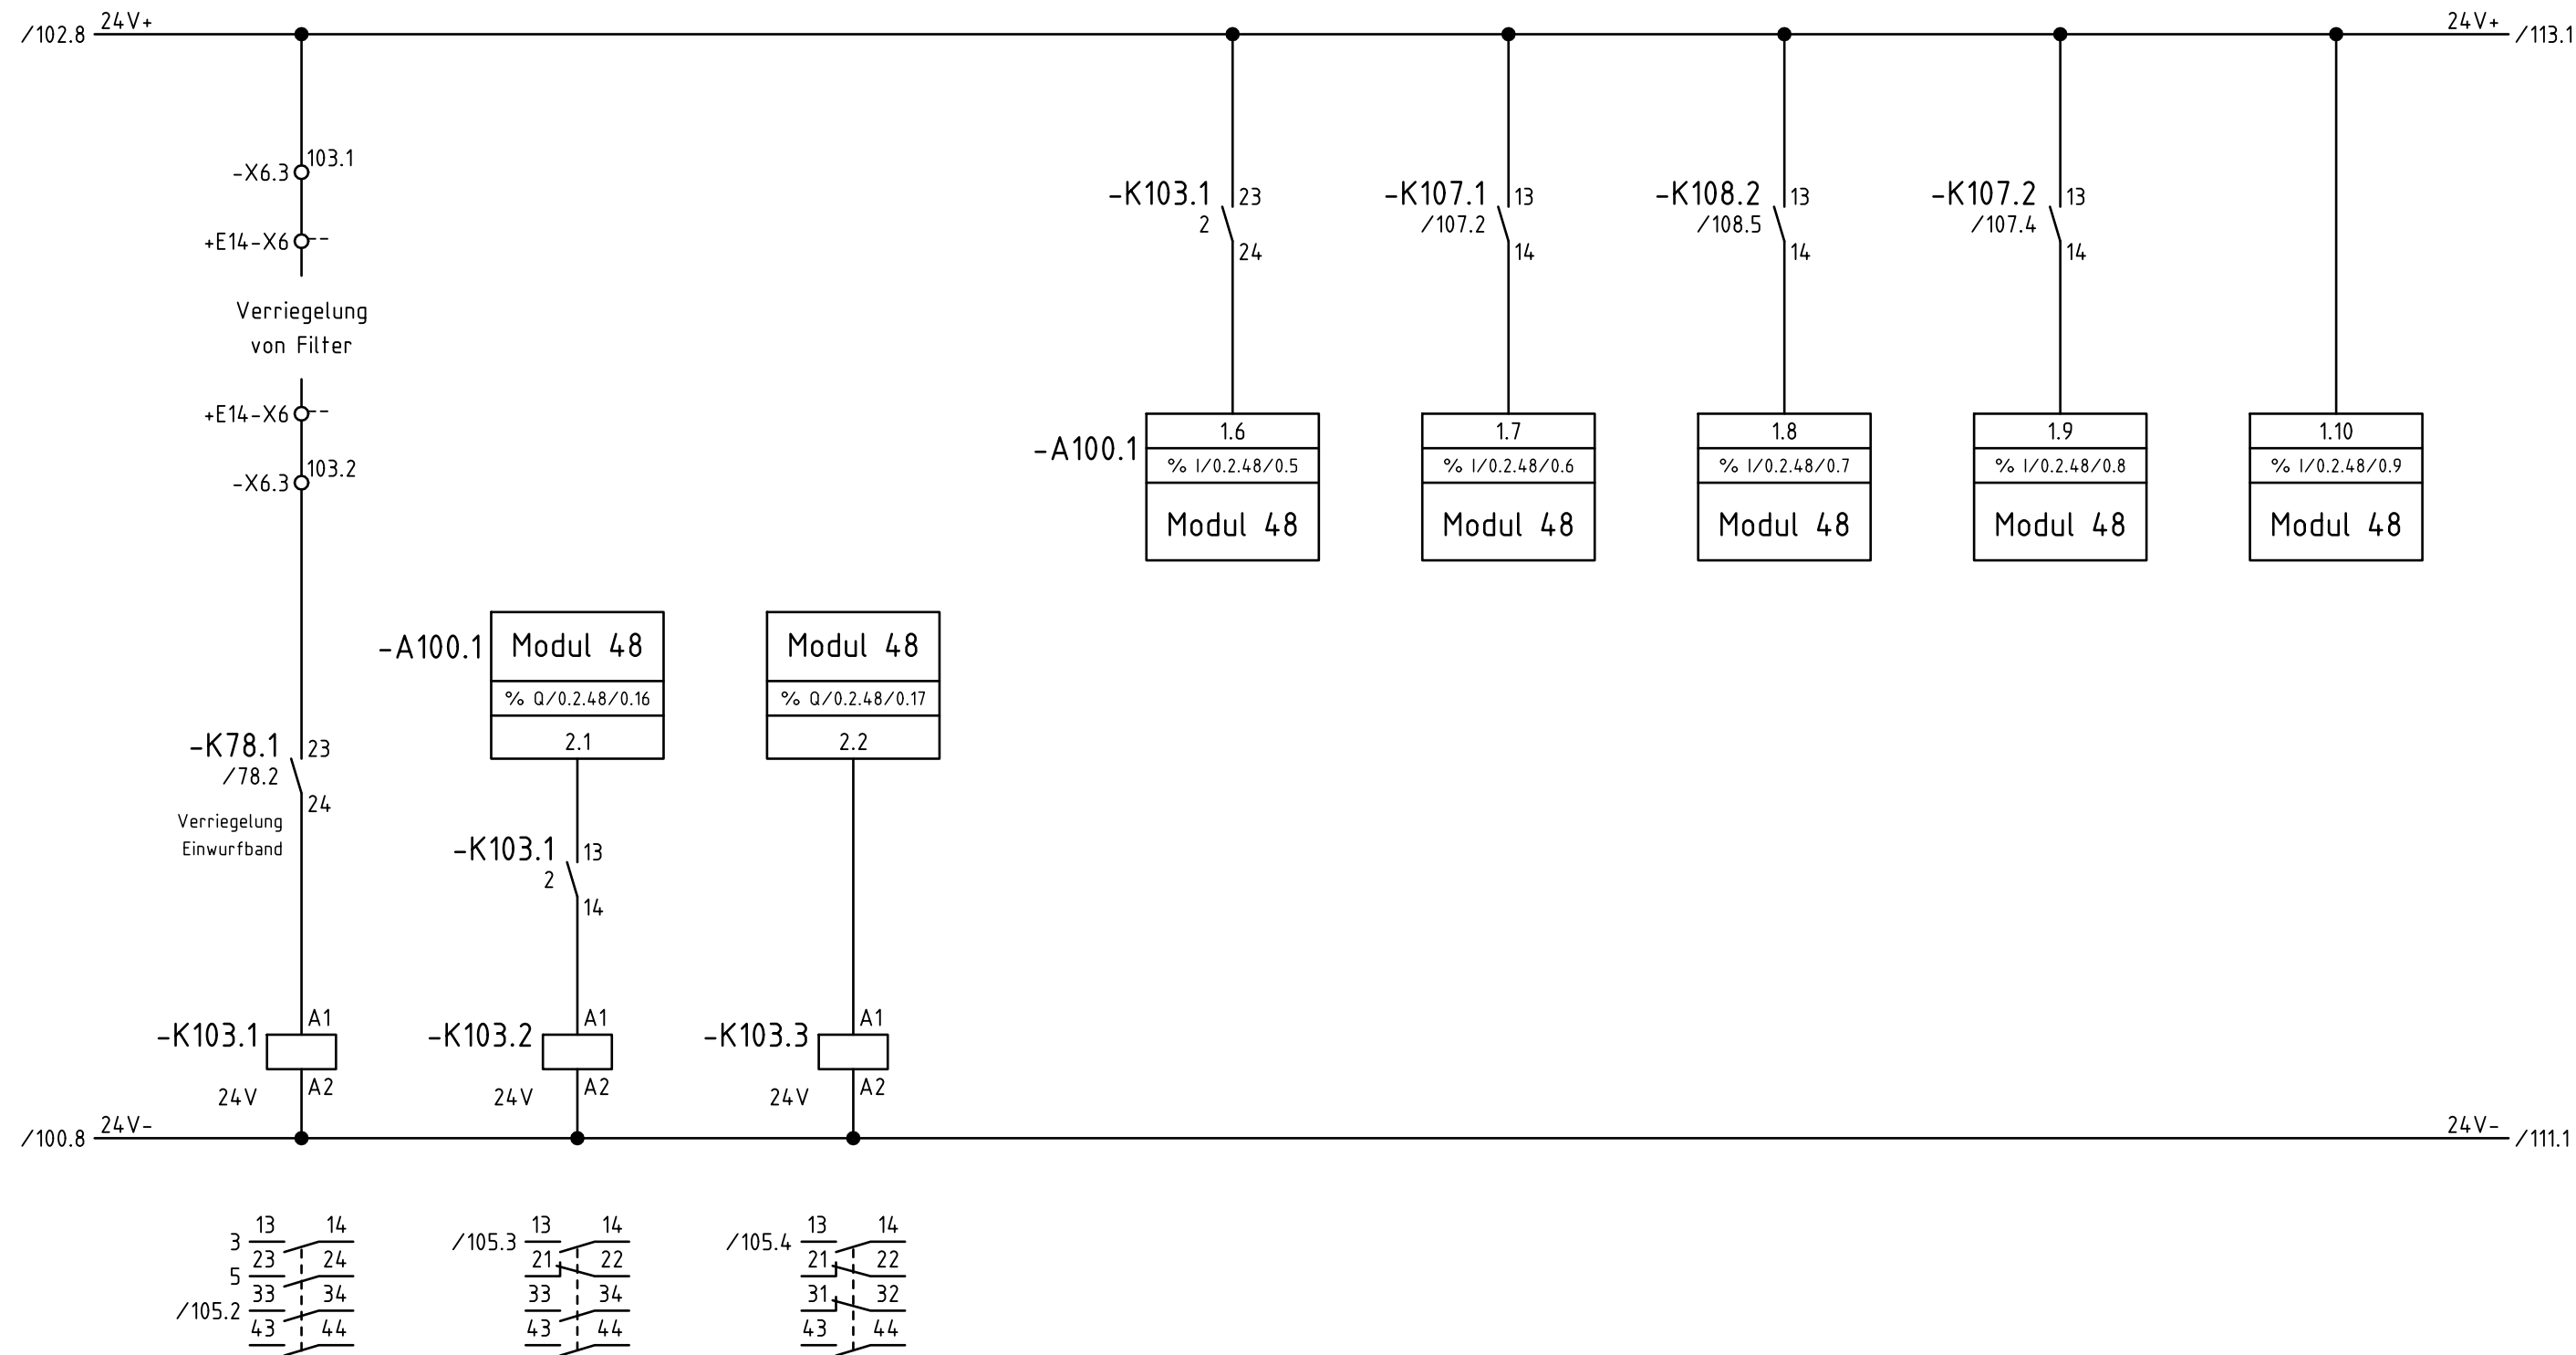 /102.8 24V+ 24V+ /113.1
-X6.3 103.1
+E14-X6 --
Verriegelung
von Filter
+E14-X6 --
-X6.3 103.2
-K103.1 23
2
24
-K107.1 13
/107.2
14
-K108.2 13
/108.5
14
-K107.2 13
/107.4
14
-A100.1
1.6
% I/0.2.48/0.5
Modul 48
1.7
% I/0.2.48/0.6
Modul 48
1.8
% I/0.2.48/0.7
Modul 48
1.9
% I/0.2.48/0.8
Modul 48
1.10
% I/0.2.48/0.9
Modul 48
-A100.1
Modul 48
% Q/0.2.48/0.16
2.1
Modul 48
% Q/0.2.48/0.17
2.2
-K78.1 23
/78.2
24
Verriegelung
Einwurfband
-K103.1 13
2
14
-K103.1 A1
24V A2
-K103.2 A1
24V A2
-K103.3 A1
24V A2
/100.8 24V- 24V- /111.1
3 13 14
5 23 24
/105.2 33 34
43 44
/105.3 13 14
21 22
33 34
43 44
/105.4 13 14
21 22
31 32
43 44